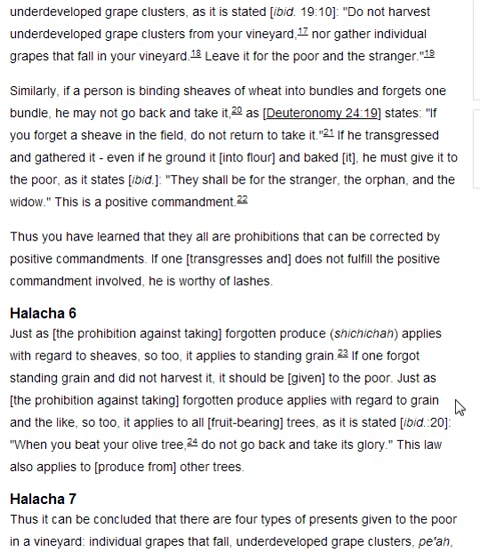 underdeveloped grape clusters, as it is stated [ibid. 19:10]: "Do not harvest
underdeveloped grape clusters from your vineyard,17 nor gather individual
grapes that fall in your vineyard.18 Leave it for the poor and the stranger."19
Similarly, if a person is binding sheaves of wheat into bundles and forgets one
bundle, he may not go back and take it,20 as [Deuteronomy 24:19] states: "If
you forget a sheave in the field, do not return to take it."21 If he transgressed
and gathered it - even if he ground it [into flour] and baked [it], he must give it to
the poor, as it states [ibid.]: "They shall be for the stranger, the orphan, and the
widow." This is a positive commandment.22
Thus you have learned that they all are prohibitions that can be corrected by
positive commandments. If one [transgresses and] does not fulfill the positive
commandment involved, he is worthy of lashes.
Halacha 6
Just as [the prohibition against taking] forgotten produce (shichichah) applies
with regard to sheaves, so too, it applies to standing grain.23 If one forgot
standing grain and did not harvest it, it should be [given] to the poor. Just as
[the prohibition against taking] forgotten produce applies with regard to grain
and the like, so too, it applies to all [fruit-bearing] trees, as it is stated [ibid.:20]:
"When you beat your olive tree,24 do not go back and take its glory." This law
also applies to [produce from] other trees.
Halacha 7
Thus it can be concluded that there are four types of presents given to the poor
in a vineyard: individual grapes that fall, underdeveloped grape clusters, pe'ah,